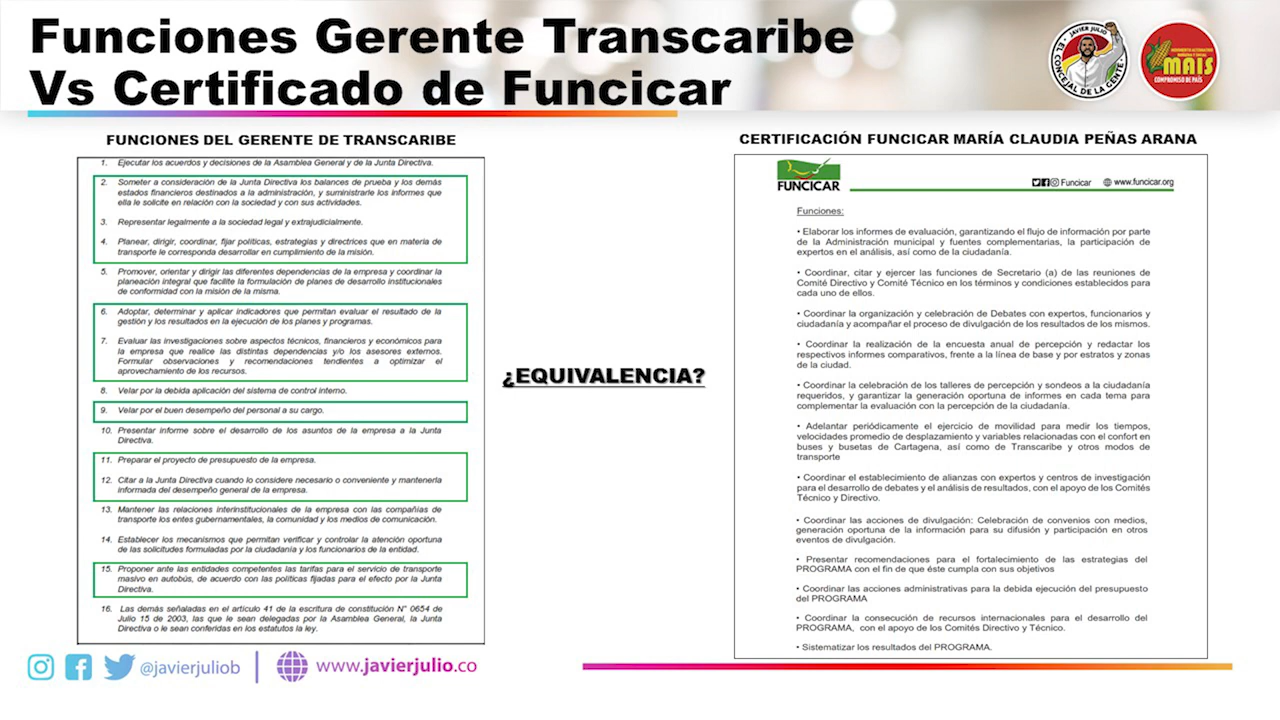 Funciones Gerente Transcaribe
Vs Certificado de Funcicar
JAVIER JULIO
EL CONCEJAL DE LA GENTE
MOVIMIENTO ALTERNATIVO
INDÍGENA Y SOCIAL
MAIS
COMPROMISO DE PAÍS
FUNCIONES DEL GERENTE DE TRANSCARIBE
1. Ejecutar los acuerdos y decisiones de la Asamblea General y de la Junta Directiva.
2. Someter a consideración de la Junta Directiva los balances de prueba y los demás
estados financieros destinados a la administración, y suministrarle los informes que
ella le solicite en relación con la sociedad y con sus actividades.
3. Representar legalmente a la sociedad legal y extrajudicialmente.
4. Planear, dirigir, coordinar, fijar políticas, estrategias y directrices que en materia de
transporte le corresponda desarrollar en cumplimiento de la misión.
5. Promover, orientar y dirigir las diferentes dependencias de la empresa y coordinar la
planeación integral que facilite la formulación de planes de desarrollo institucionales
de conformidad con la misión de la misma.
6. Adoptar, determinar y aplicar indicadores que permitan evaluar el resultado de la
gestión y los resultados en la ejecución de los planes y programas.
7. Evaluar las investigaciones sobre aspectos técnicos, financieros y económicos para
la empresa que realice las distintas dependencias y/o los asesores externos.
Formular observaciones y recomendaciones tendientes a optimizar el
aprovechamiento de los recursos.
8. Velar por la debida aplicación del sistema de control interno.
9. Velar por el buen desempeño del personal a su cargo.
10. Presentar informe sobre el desarrollo de los asuntos de la empresa a la Junta
Directiva.
11. Preparar el proyecto de presupuesto de la empresa.
12. Citar a la Junta Directiva cuando lo considere necesario o conveniente y mantenerla
informada del desempeño general de la empresa.
13. Mantener las relaciones interinstitucionales de la empresa con las compañías de
transporte los entes gubernamentales, la comunidad y los medios de comunicación.
14. Establecer los mecanismos que permitan verificar y controlar la atención oportuna
de las solicitudes formuladas por la ciudadanía y los funcionarios de la entidad.
15. Proponer ante las entidades competentes las tarifas para el servicio de transporte
masivo en autobús, de acuerdo con las políticas fijadas para el efecto por la Junta
Directiva.
16. Las demás señaladas en el artículo 41 de la escritura de constitución N° 0654 de
Julio 15 de 2003, las que le sean delegadas por la Asamblea General, la Junta
Directiva o le sean conferidas en los estatutos la ley.
¿EQUIVALENCIA?
CERTIFICACIÓN FUNCICAR MARÍA CLAUDIA PEÑAS ARANA
FUNCICAR
Funcicar www.funcicar.org
Funciones:
• Elaborar los informes de evaluación, garantizando el flujo de información por parte
de la Administración municipal y fuentes complementarias, la participación de
expertos en el análisis, así como de la ciudadanía.
• Coordinar, citar y ejercer las funciones de Secretario (a) de las reuniones de
Comité Directivo y Comité Técnico en los términos y condiciones establecidos para
cada uno de ellos.
• Coordinar la organización y celebración de Debates con expertos, funcionarios y
ciudadanía y acompañar el proceso de divulgación de los resultados de los mismos.
• Coordinar la realización de la encuesta anual de percepción y redactar los
respectivos informes comparativos, frente a la línea de base y por estratos y zonas
de la ciudad.
• Coordinar la celebración de los talleres de percepción y sondeos a la ciudadanía
requeridos, y garantizar la generación oportuna de informes en cada tema para
complementar la evaluación con la percepción de la ciudadanía.
• Adelantar periódicamente el ejercicio de movilidad para medir los tiempos,
velocidades promedio de desplazamiento y variables relacionadas con el confort en
buses y busetas de Cartagena, así como de Transcaribe y otros modos de
transporte
• Coordinar el establecimiento de alianzas con expertos y centros de investigación
para el desarrollo de debates y el análisis de resultados, con el apoyo de los Comités
Técnico y Directivo.
• Coordinar las acciones de divulgación: Celebración de convenios con medios,
generación oportuna de la información para su difusión y participación en otros
eventos de divulgación.
• Presentar recomendaciones para el fortalecimiento de las estrategias del
PROGRAMA con el fin de que éste cumpla con sus objetivos
• Coordinar las acciones administrativas para la debida ejecución del presupuesto
del PROGRAMA
• Coordinar la consecución de recursos internacionales para el desarrollo del
PROGRAMA, con el apoyo de los Comités Directivo y Técnico.
• Sistematizar los resultados del PROGRAMA.
@javierjuliob | www.javierjulio.co